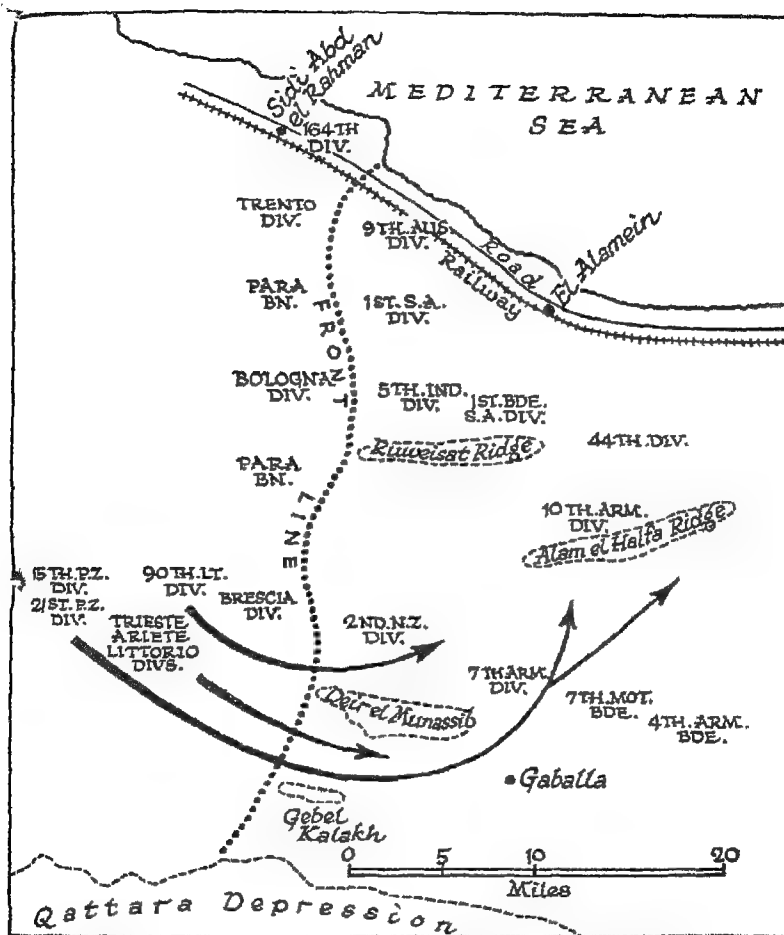 Sidi Abd
el Rahman
MEDITERRANEAN
SEA
164TH
DIV.
TRENTO
DIV.
9TH.AUS.
DIV.
Road
Railway
El Alamein
PARA
BN.
1ST.S.A.
DIV.
FRONT
BOLOGNA
DIV.
5TH.IND.
DIV.
1ST.BDE.
S.A.DIV.
Ruweisat Ridge
44TH.DIV.
PARA
BN.
LINE
10TH.ARM.
DIV.
Alam el Halfa Ridge
15TH.PZ.
DIV.
21ST.PZ.
DIV.
90TH.LT.
DIV.
BRESCIA
DIV.
TRIESTE
ARIETE
LITTORIO
DIVS.
2ND.N.Z.
DIV.
7TH.ARM.
DIV.
7TH.MOT.
BDE.
4TH.ARM.
BDE.
Deir el Munassib
Gaballa
Gebel
Kalakh
0 5 10 20
Miles
Qattara Depression